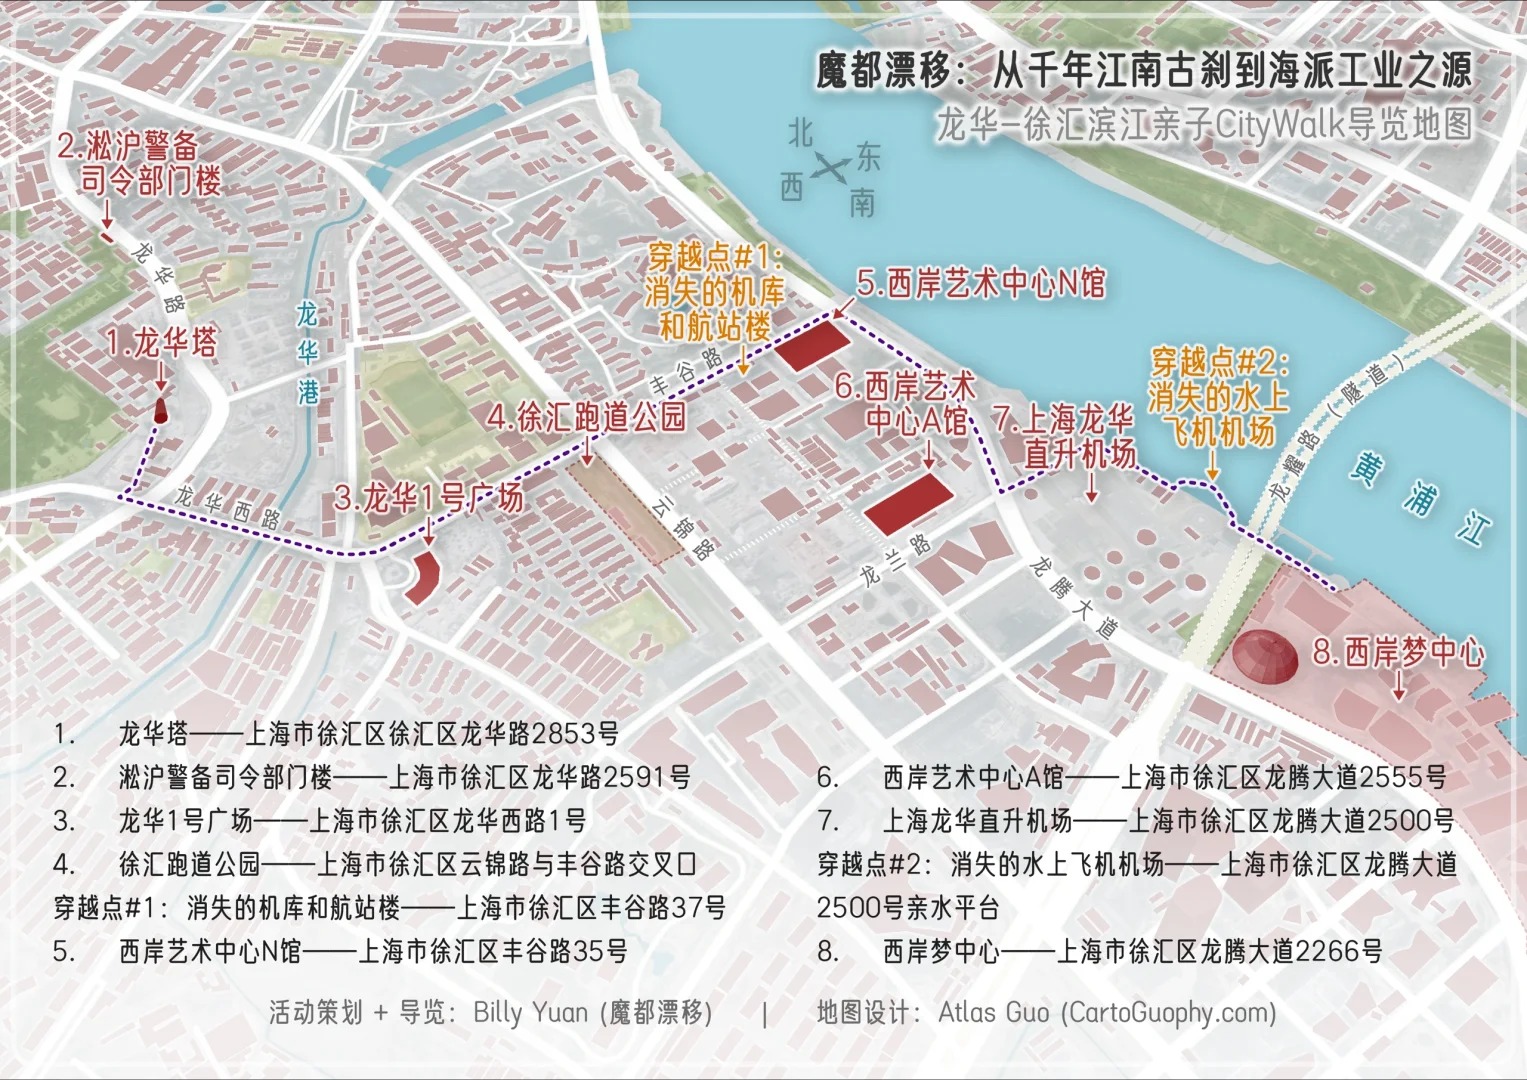 魔都漂移：从千年江南古刹到海派工业之源
龙华-徐汇滨江亲子CityWalk导览地图
北
东
西
南
2.淞沪警备
司令部门楼
龙华路
1.龙华塔
龙华港
龙华西路
3.龙华1号广场
4.徐汇跑道公园
穿越点#1：
消失的机库
和航站楼
丰谷路
5.西岸艺术中心N馆
6.西岸艺术
中心A馆
7.上海龙华
直升机场
穿越点#2：
消失的水上
飞机机场
龙耀路（隧道）
黄浦江
云锦路
龙兰路
龙腾大道
8.西岸梦中心
1. 龙华塔——上海市徐汇区徐汇区龙华路2853号
2. 淞沪警备司令部门楼——上海市徐汇区龙华路2591号
3. 龙华1号广场——上海市徐汇区龙华西路1号
4. 徐汇跑道公园——上海市徐汇区云锦路与丰谷路交叉口
穿越点#1：消失的机库和航站楼——上海市徐汇区丰谷路37号
5. 西岸艺术中心N馆——上海市徐汇区丰谷路35号
6. 西岸艺术中心A馆——上海市徐汇区龙腾大道2555号
7. 上海龙华直升机场——上海市徐汇区龙腾大道2500号
穿越点#2：消失的水上飞机机场——上海市徐汇区龙腾大道
2500号亲水平台
8. 西岸梦中心——上海市徐汇区龙腾大道2266号
活动策划 + 导览：Billy Yuan (魔都漂移) | 地图设计：Atlas Guo (CartoGuophy.com)